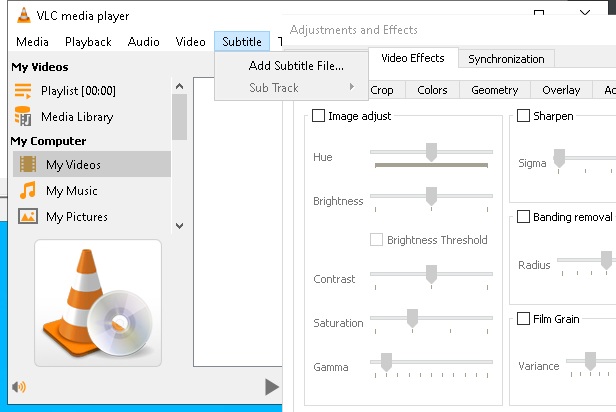 VLC media player
Media Playback Audio Video Subtitle
Adjustments and Effects
Add Subtitle File...
Sub Track
Video Effects Synchronization
Crop Colors Geometry Overlay
My Videos
Playlist [00:00]
Media Library
My Computer
My Videos
My Music
My Pictures
Image adjust
Hue
Brightness
Brightness Threshold
Contrast
Saturation
Gamma
Sharpen
Sigma
Banding removal
Radius
Film Grain
Variance